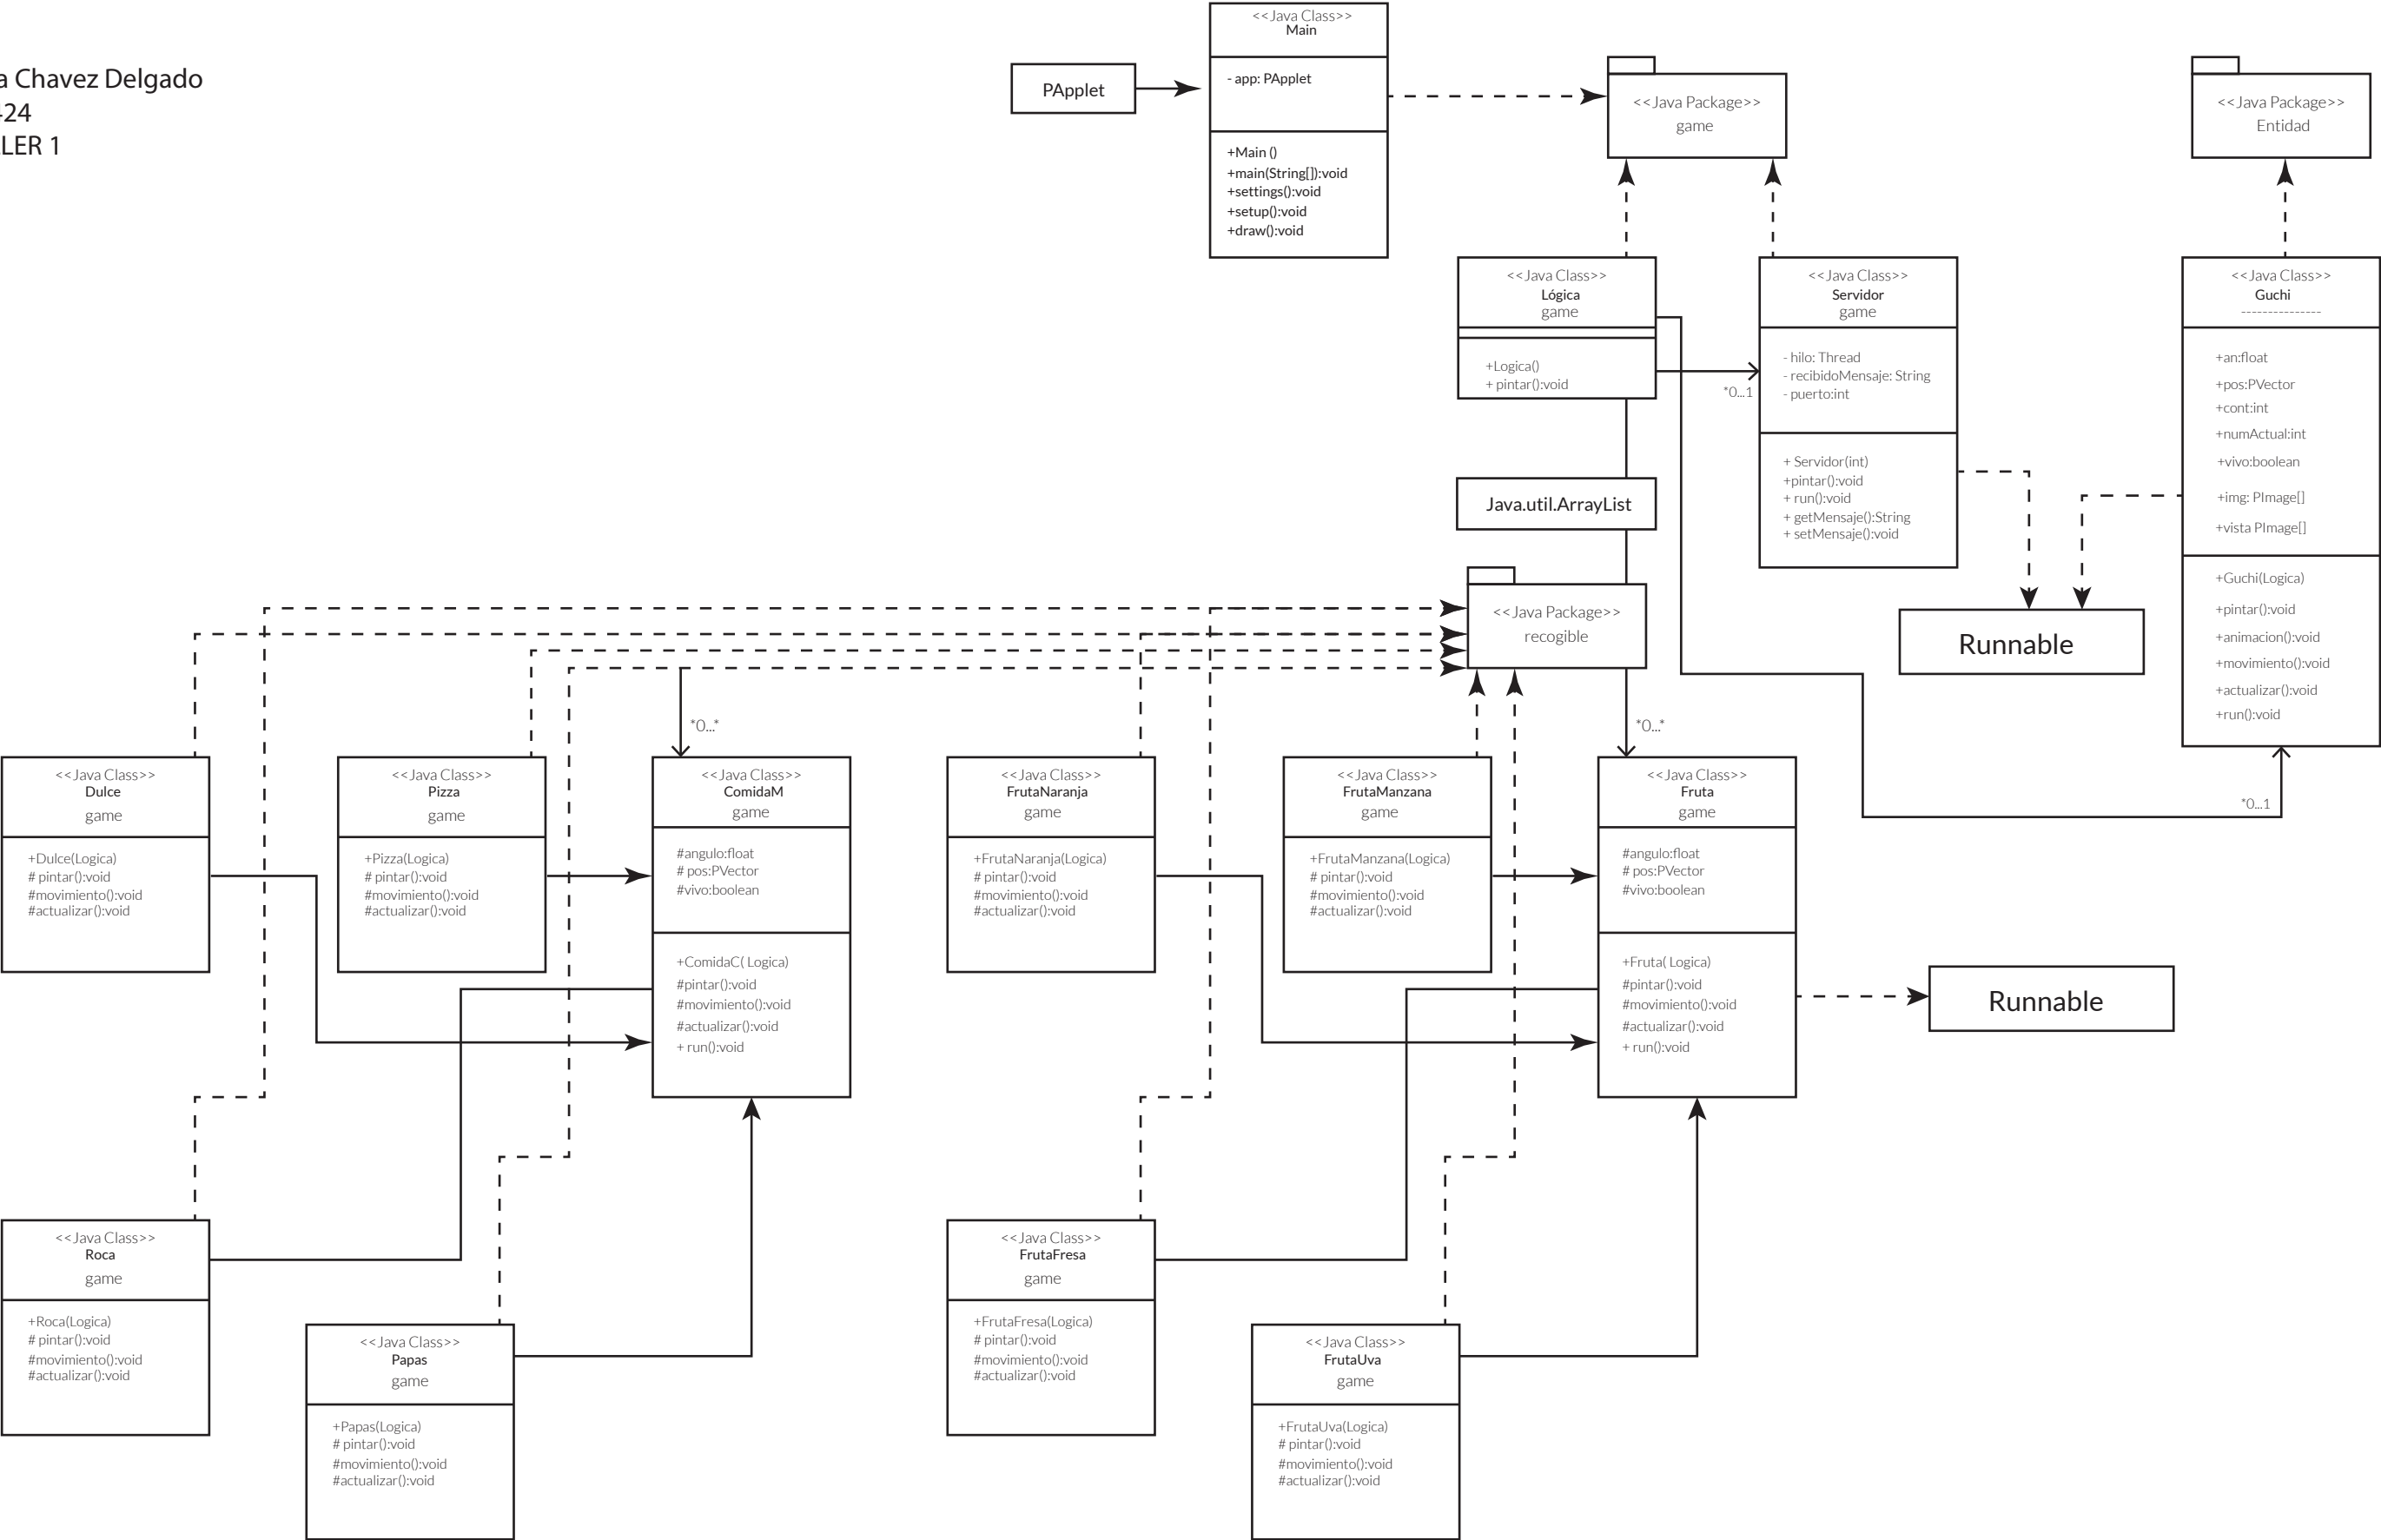 a Chavez Delgado
424
LER 1
PApplet
<<Java Class>>
Main
- app: PApplet
+Main ()
+main(String[]):void
+settings():void
+setup():void
+draw():void
<<Java Package>>
game
<<Java Package>>
Entidad
<<Java Class>>
Lógica
game
+Logica()
+ pintar():void
<<Java Class>>
Servidor
game
- hilo: Thread
- recibidoMensaje: String
- puerto:int
+ Servidor(int)
+pintar():void
+ run():void
+ getMensaje():String
+ setMensaje():void
*0...1
<<Java Class>>
Guchi
---------------
+an:float
+pos:PVector
+cont:int
+numActual:int
+vivo:boolean
+img: PImage[]
+vista PImage[]
+Guchi(Logica)
+pintar():void
+animacion():void
+movimiento():void
+actualizar():void
+run():void
*0...1
Java.util.ArrayList
<<Java Package>>
recogible
Runnable
*0...*
*0...*
<<Java Class>>
Dulce
game
+Dulce(Logica)
# pintar():void
#movimiento():void
#actualizar():void
<<Java Class>>
Pizza
game
+Pizza(Logica)
# pintar():void
#movimiento():void
#actualizar():void
<<Java Class>>
ComidaM
game
#angulo:float
# pos:PVector
#vivo:boolean
+ComidaC( Logica)
#pintar():void
#movimiento():void
#actualizar():void
+ run():void
<<Java Class>>
FrutaNaranja
game
+FrutaNaranja(Logica)
# pintar():void
#movimiento():void
#actualizar():void
<<Java Class>>
FrutaManzana
game
+FrutaManzana(Logica)
# pintar():void
#movimiento():void
#actualizar():void
<<Java Class>>
Fruta
game
#angulo:float
# pos:PVector
#vivo:boolean
+Fruta( Logica)
#pintar():void
#movimiento():void
#actualizar():void
+ run():void
Runnable
<<Java Class>>
Roca
game
+Roca(Logica)
# pintar():void
#movimiento():void
#actualizar():void
<<Java Class>>
Papas
game
+Papas(Logica)
# pintar():void
#movimiento():void
#actualizar():void
<<Java Class>>
FrutaFresa
game
+FrutaFresa(Logica)
# pintar():void
#movimiento():void
#actualizar():void
<<Java Class>>
FrutaUva
game
+FrutaUva(Logica)
# pintar():void
#movimiento():void
#actualizar():void